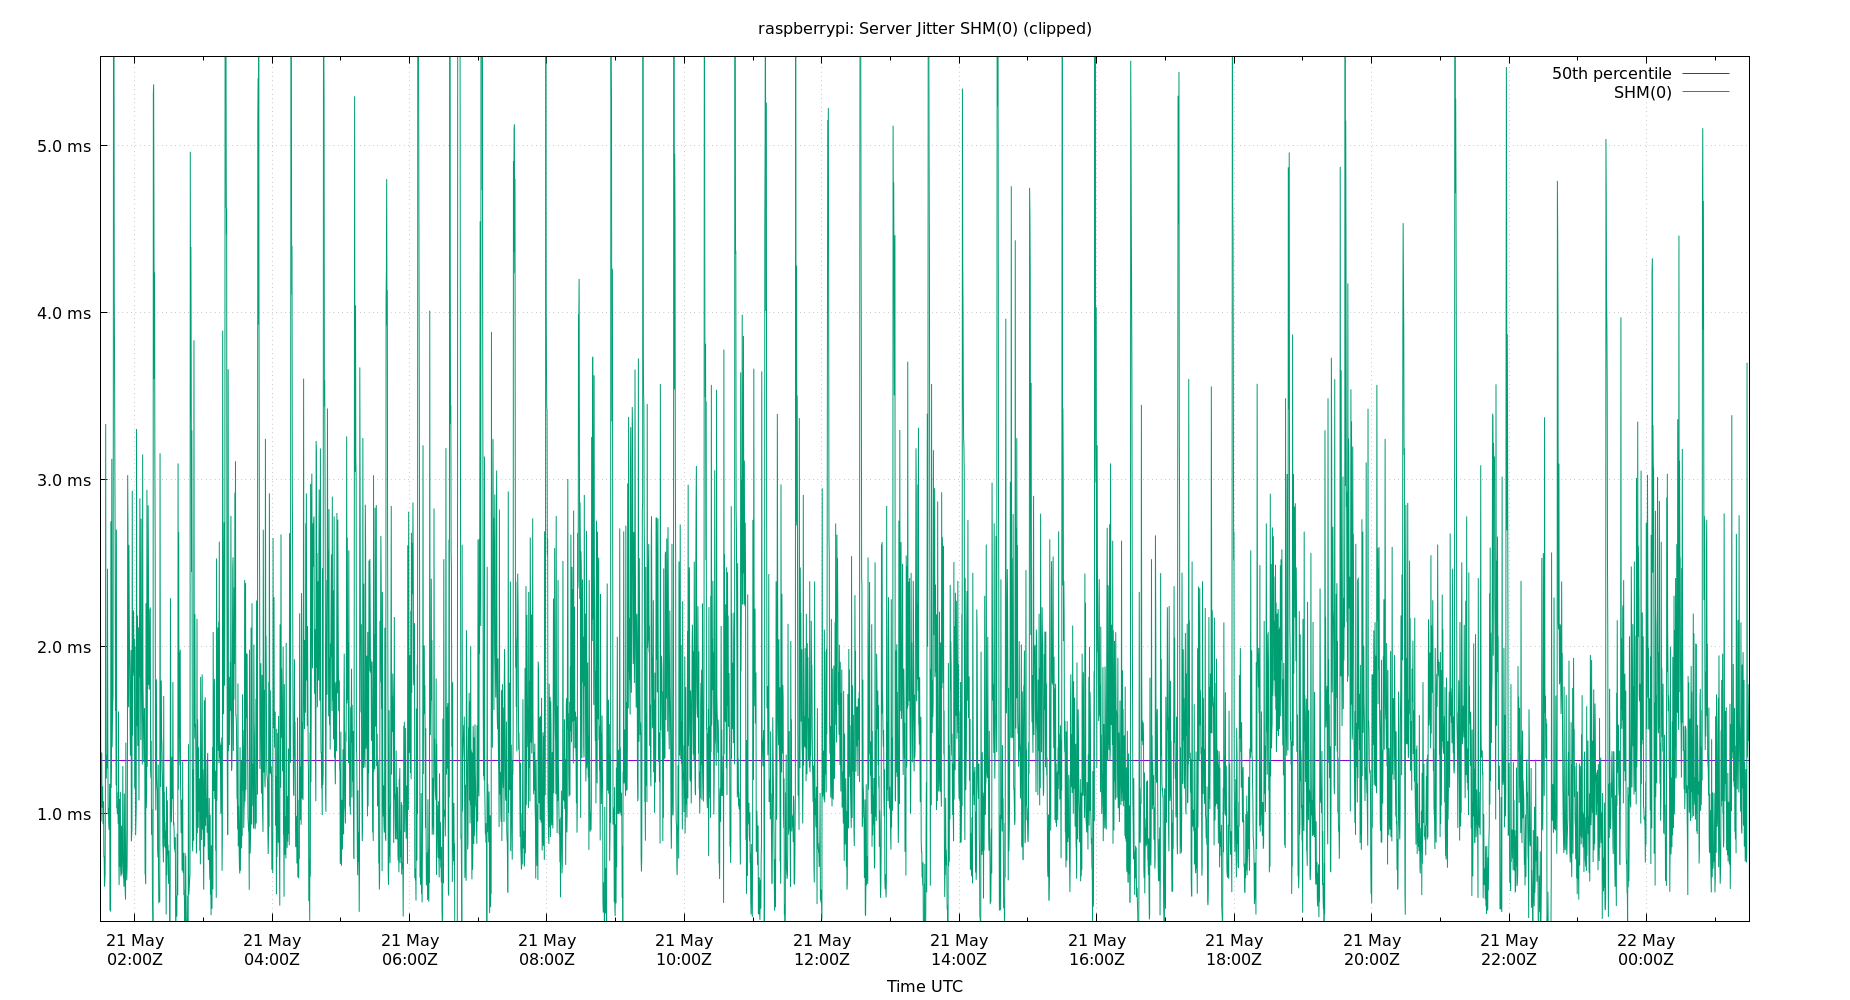 raspberrypi: Server Jitter SHM(0) (clipped)
50th percentile
SHM(0)
5.0 ms
4.0 ms
3.0 ms
2.0 ms
1.0 ms
21 May 21 May 21 May 21 May 21 May 21 May 21 May 21 May 21 May 21 May 21 May 22 May
02:00Z 04:00Z 06:00Z 08:00Z 10:00Z 12:00Z 14:00Z 16:00Z 18:00Z 20:00Z 22:00Z 00:00Z
Time UTC